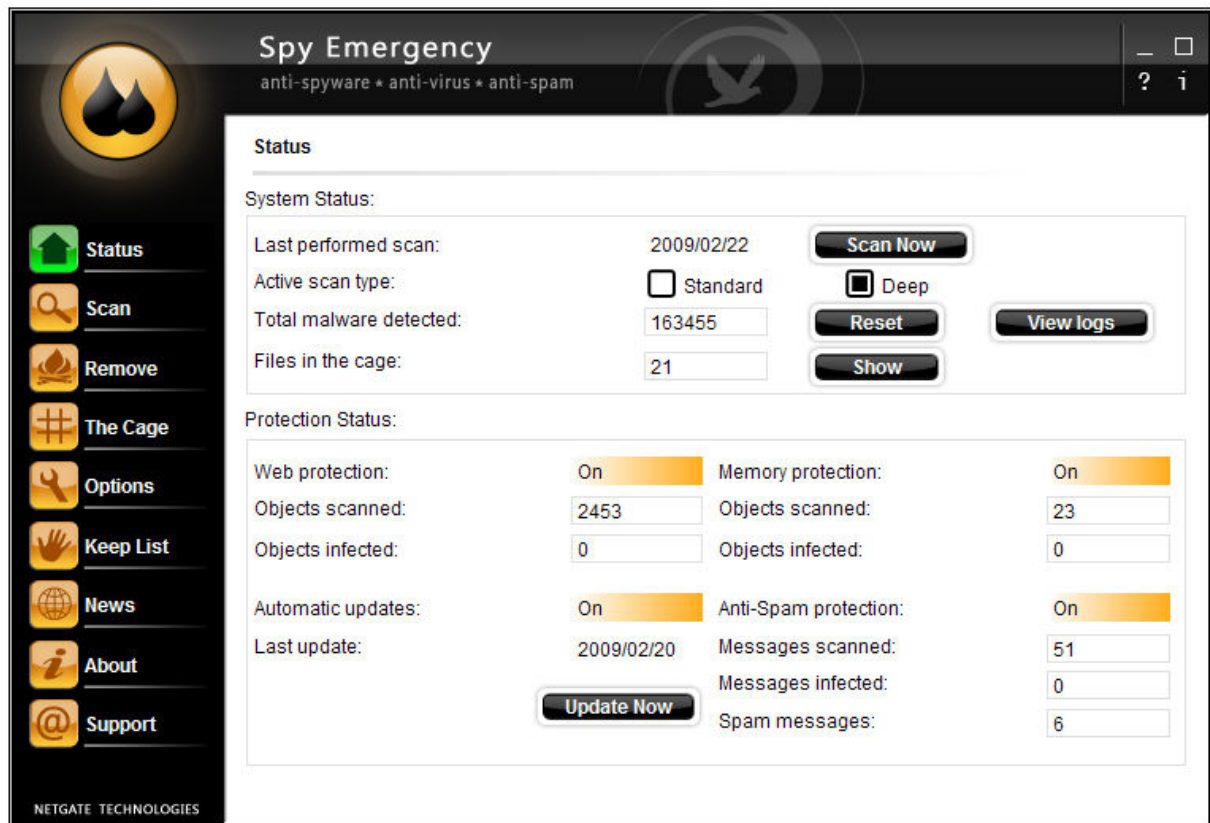 Spy Emergency
anti-spyware ★ anti-virus ★ anti-spam
? i
Status
Scan
Remove
The Cage
Options
Keep List
News
About
Support
NETGATE TECHNOLOGIES
Status
System Status:
Last performed scan: 2009/02/22 Scan Now
Active scan type: Standard Deep
Total malware detected: 163455 Reset View logs
Files in the cage: 21 Show
Protection Status:
Web protection: On Memory protection: On
Objects scanned: 2453 Objects scanned: 23
Objects infected: 0 Objects infected: 0
Automatic updates: On Anti-Spam protection: On
Last update: 2009/02/20 Messages scanned: 51
Messages infected: 0
Update Now Spam messages: 6